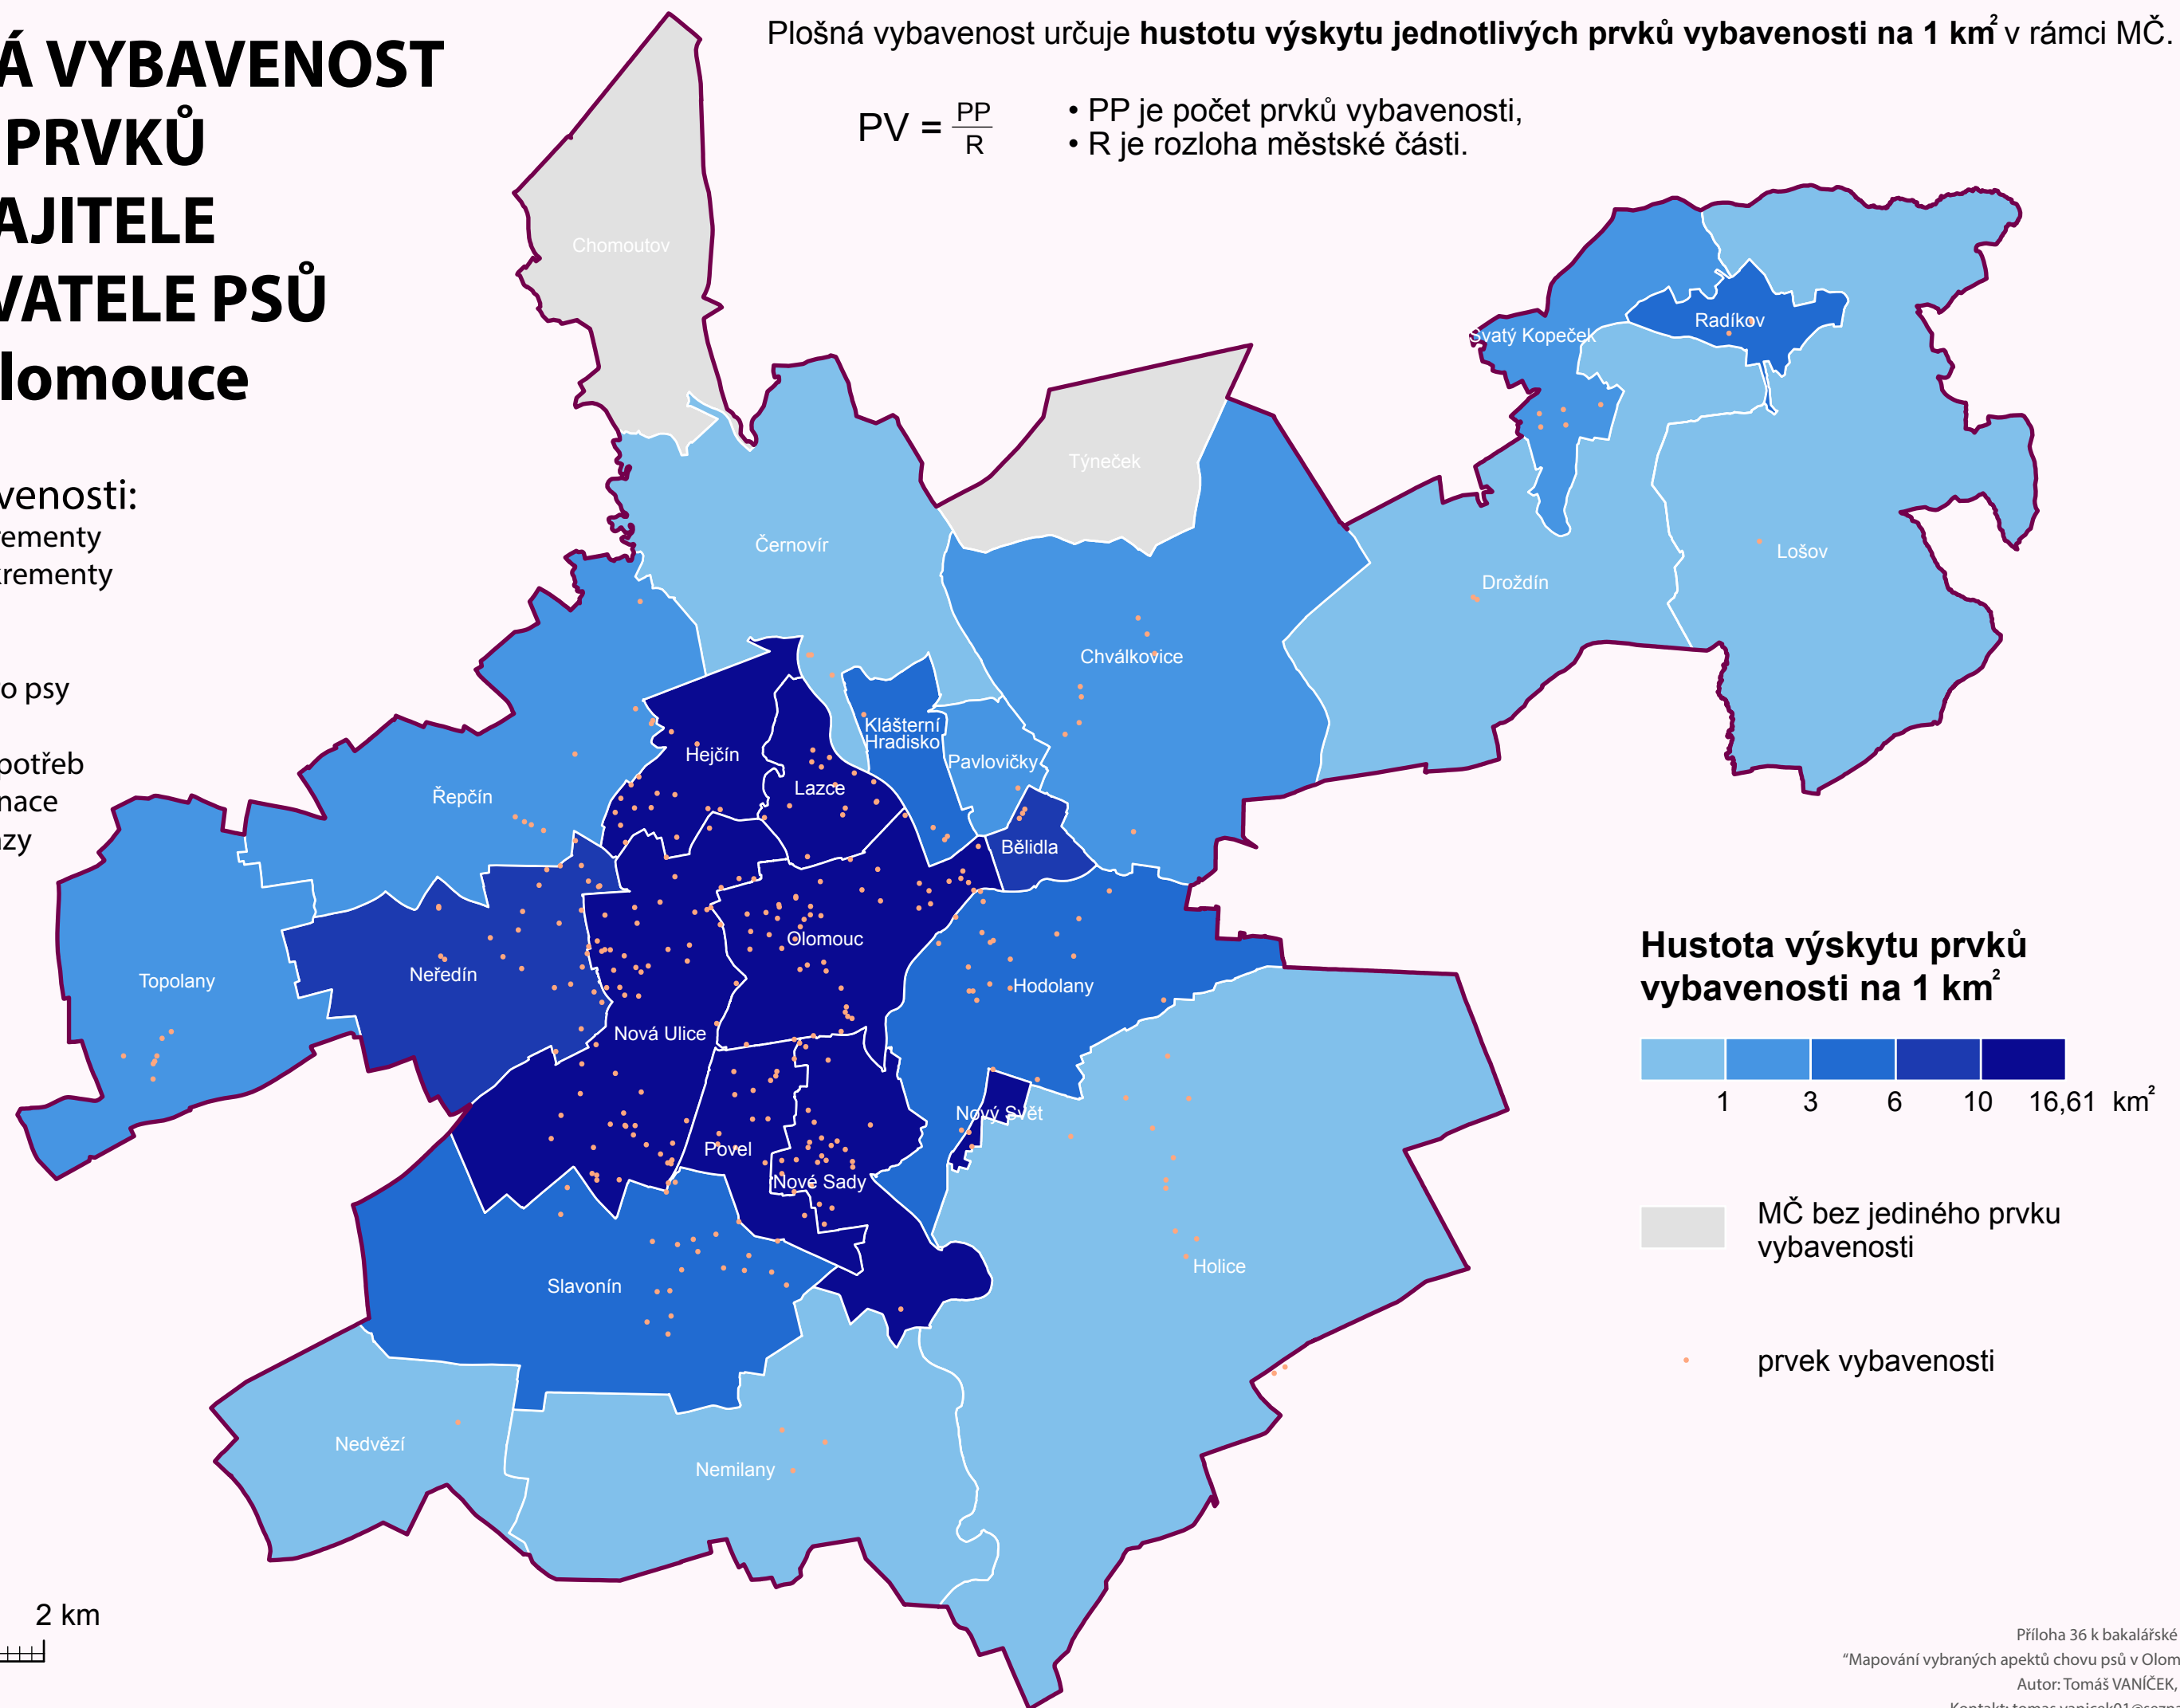 Á VYBAVENOST
PRVKŮ
AJITELE
VATELE PSŮ
lomouce
Plošná vybavenost určuje hustotu výskytu jednotlivých prvků vybavenosti na 1 km² v rámci MČ.
PV = PP
R
• PP je počet prvků vybavenosti,
• R je rozloha městské části.
venosti:
rementy
krementy
o psy
potřeb
nace
zy
Chomoutov
Týneček
Černovír
Svatý Kopeček
Radíkov
Lošov
Droždín
Chválkovice
Klášterní
Hradisko
Pavlovičky
Hejčín
Lazce
Řepčín
Bělidla
Olomouc
Neředín
Topolany
Hodolany
Nová Ulice
Nový Svět
Povel
Nové Sady
Holice
Slavonín
Nedvězí
Nemilany
Hustota výskytu prvků
vybavenosti na 1 km²
1 3 6 10 16,61 km²
MČ bez jediného prvku
vybavenosti
prvek vybavenosti
2 km
Příloha 36 k bakalářské
“Mapování vybraných apektů chovu psů v Olom
Autor: Tomáš VANÍČEK,
Kontakt: tomas.vanicek01@sezna